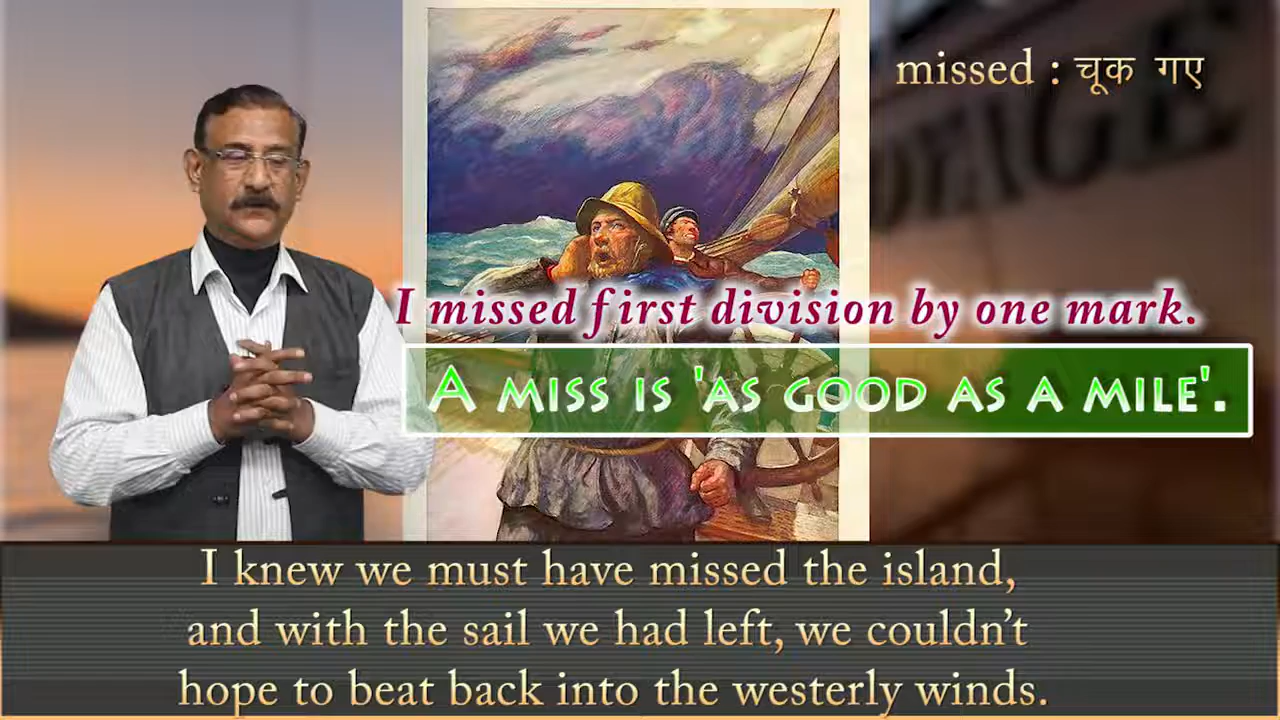 missed : चूक गए
I missed first division by one mark.
A MISS IS 'AS GOOD AS A MILE'.
I knew we must have missed the island,
and with the sail we had left, we couldn't
hope to beat back into the westerly winds.